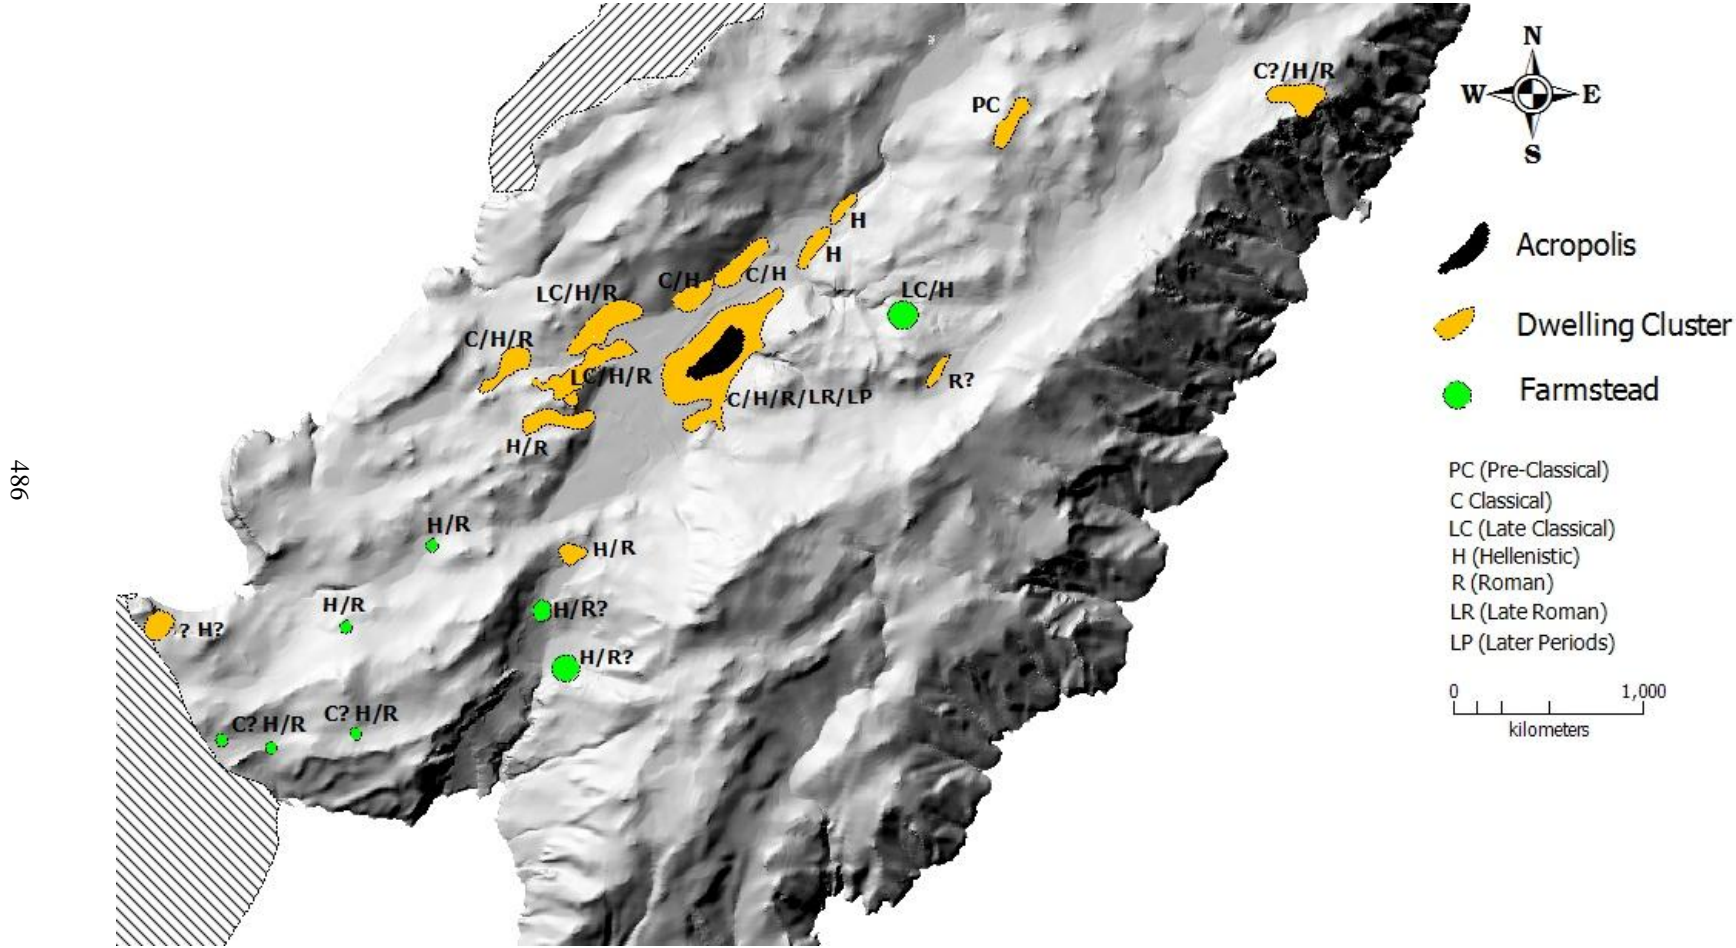 N
C?/H/R
W
E
PC
S
H
H
Acropolis
C/H
C/H
LC/H
LC/H/R
C/H/R
Dwelling Cluster
LC/H/R
R?
C/H/R/LR/LP
Farmstead
H/R
486
PC (Pre-Classical)
C Classical)
LC (Late Classical)
H (Hellenistic)
R (Roman)
LR (Late Roman)
LP (Later Periods)
H/R
H/R
H/R
H/R?
? H?
H/R?
0
1,000
kilometers
C? H/R
C? H/R